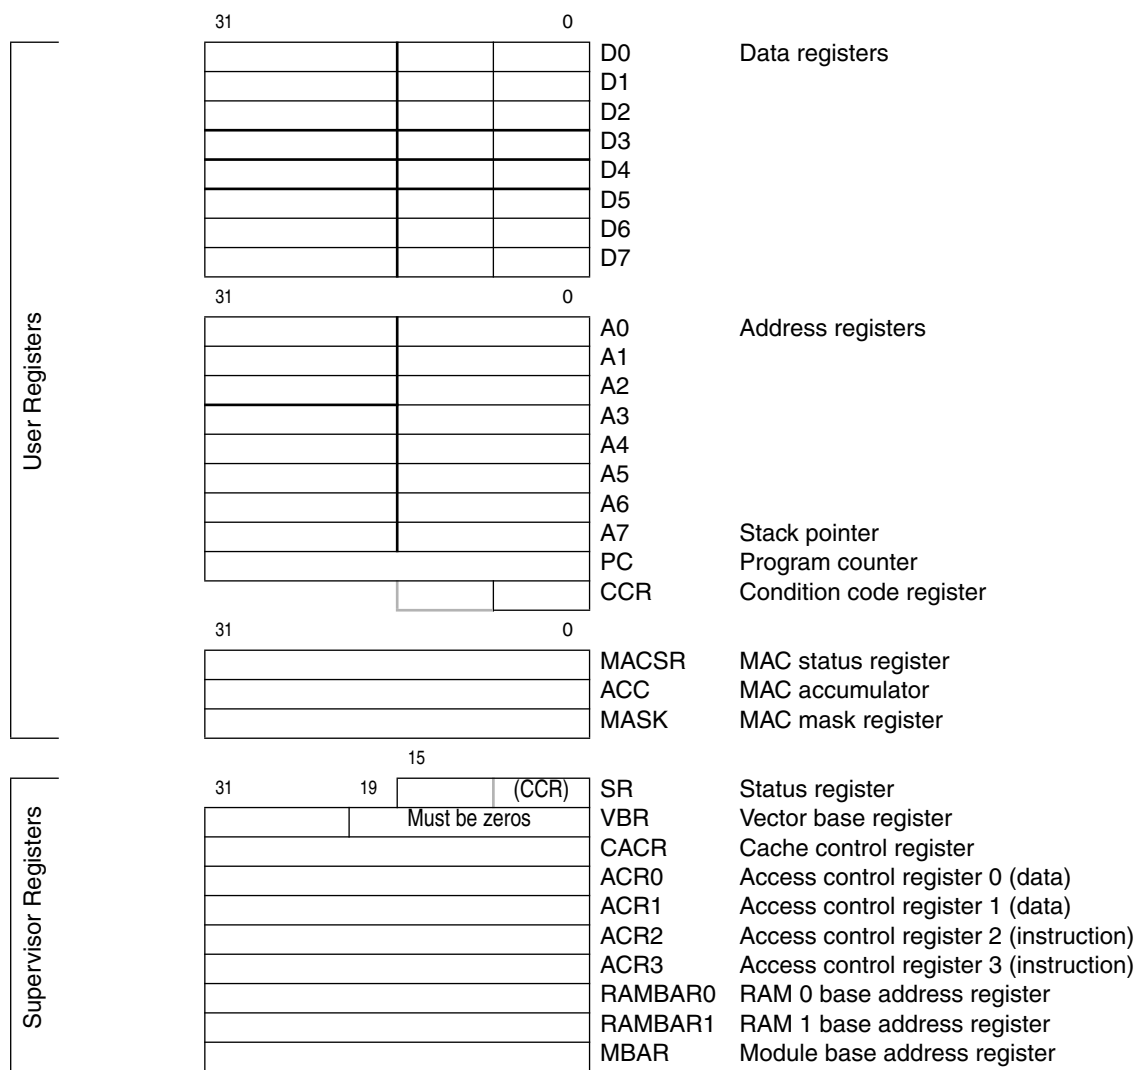 31 0
D0 Data registers
D1
D2
D3
D4
D5
D6
D7
31 0
A0 Address registers
A1
A2
A3
A4
A5
A6
A7 Stack pointer
PC Program counter
CCR Condition code register
31 0
MACSR MAC status register
ACC MAC accumulator
MASK MAC mask register
User Registers
15
31 19 (CCR) SR Status register
Must be zeros VBR Vector base register
CACR Cache control register
ACR0 Access control register 0 (data)
ACR1 Access control register 1 (data)
ACR2 Access control register 2 (instruction)
ACR3 Access control register 3 (instruction)
RAMBAR0 RAM 0 base address register
RAMBAR1 RAM 1 base address register
MBAR Module base address register
Supervisor Registers